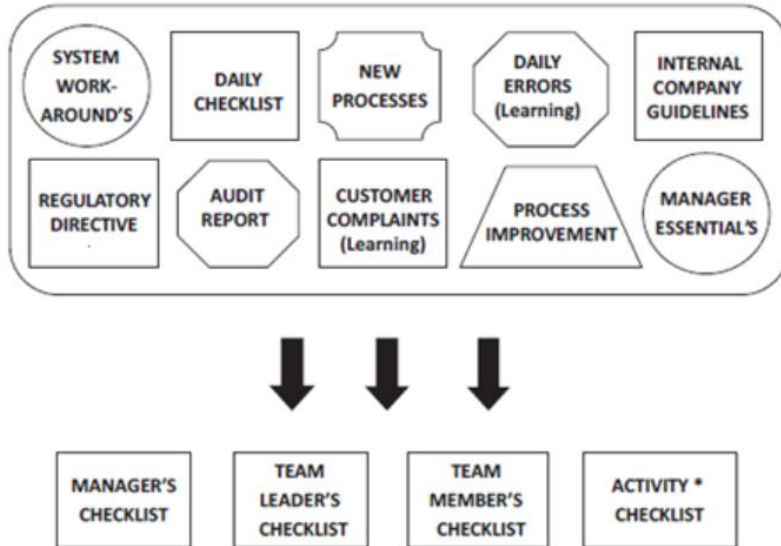 SYSTEM
WORK-
AROUND'S
DAILY
CHECKLIST
NEW
PROCESSES
DAILY
ERRORS
(Learning)
INTERNAL
COMPANY
GUIDELINES
REGULATORY
DIRECTIVE
.
AUDIT
REPORT
CUSTOMER
COMPLAINTS
(Learning)
PROCESS
IMPROVEMENT
MANAGER
ESSENTIAL'S
MANAGER'S
CHECKLIST
TEAM
LEADER'S
CHECKLIST
TEAM
MEMBER'S
CHECKLIST
ACTIVITY *
CHECKLIST